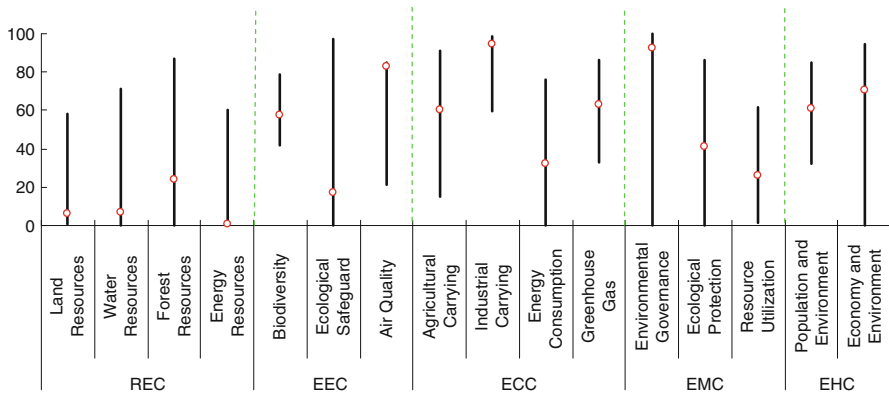 100
80
60
40
20
0
Land
Resources
Water
Resources
Forest
Resources
Energy
Resources
Biodiversity
Ecological
Safeguard
Air Quality
Agricultural
Carrying
Industrial
Carrying
Energy
Consumption
Greenhouse
Gas
Environmental
Governance
Ecological
Protection
Resource
Utilization
Population and
Environment
Economy and
Environment
REC
EEC
ECC
EMC
EHC